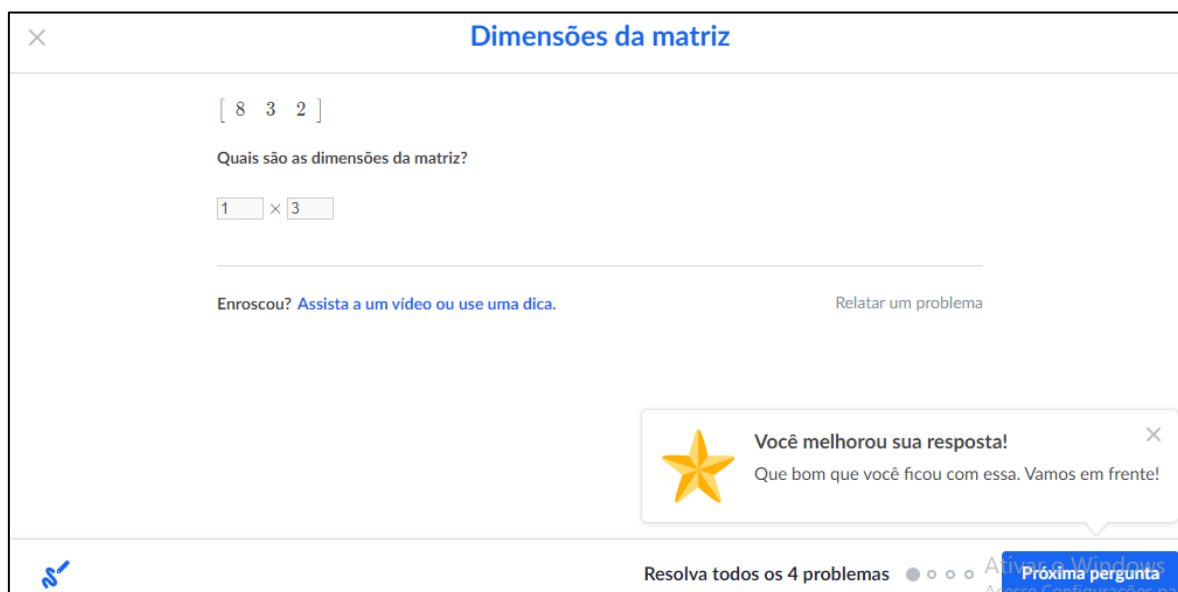 Dimensões da matriz
[ 8 3 2 ]
Quais são as dimensões da matriz?
1 × 3
Enroscou? Assista a um vídeo ou use uma dica.
Relatar um problema
Você melhorou sua resposta!
Que bom que você ficou com essa. Vamos em frente!
Resolva todos os 4 problemas
Próxima pergunta
Ativar o Windows
Acesse Configurações